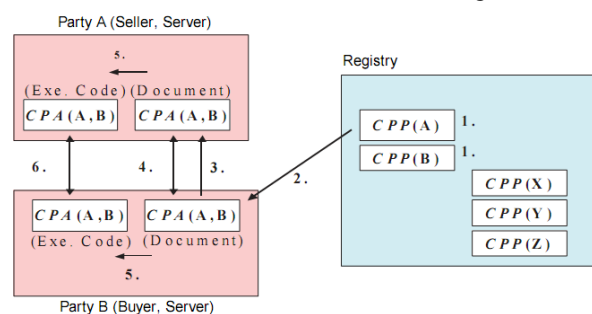 Party A (Seller, Server)
5.
(Exe. Code) (Document)
CPA(A,B) CPA(A,B)
6. 4. 3.
CPA(A,B) CPA(A,B)
(Exe. Code) (Document)
5.
Party B (Buyer, Server)
2.
Registry
CPP(A) 1.
CPP(B) 1.
CPP(X)
CPP(Y)
CPP(Z)